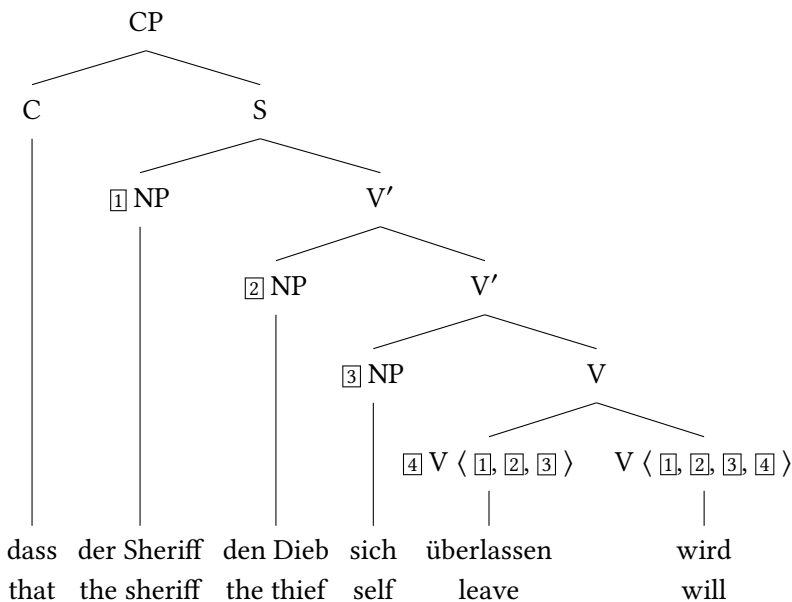 CP
C S
1 NP V′
2 NP V′
3 NP V
4 V ⟨ 1, 2, 3 ⟩ V ⟨ 1, 2, 3, 4 ⟩
dass der Sheriff den Dieb sich überlassen wird
that the sheriff the thief self leave will